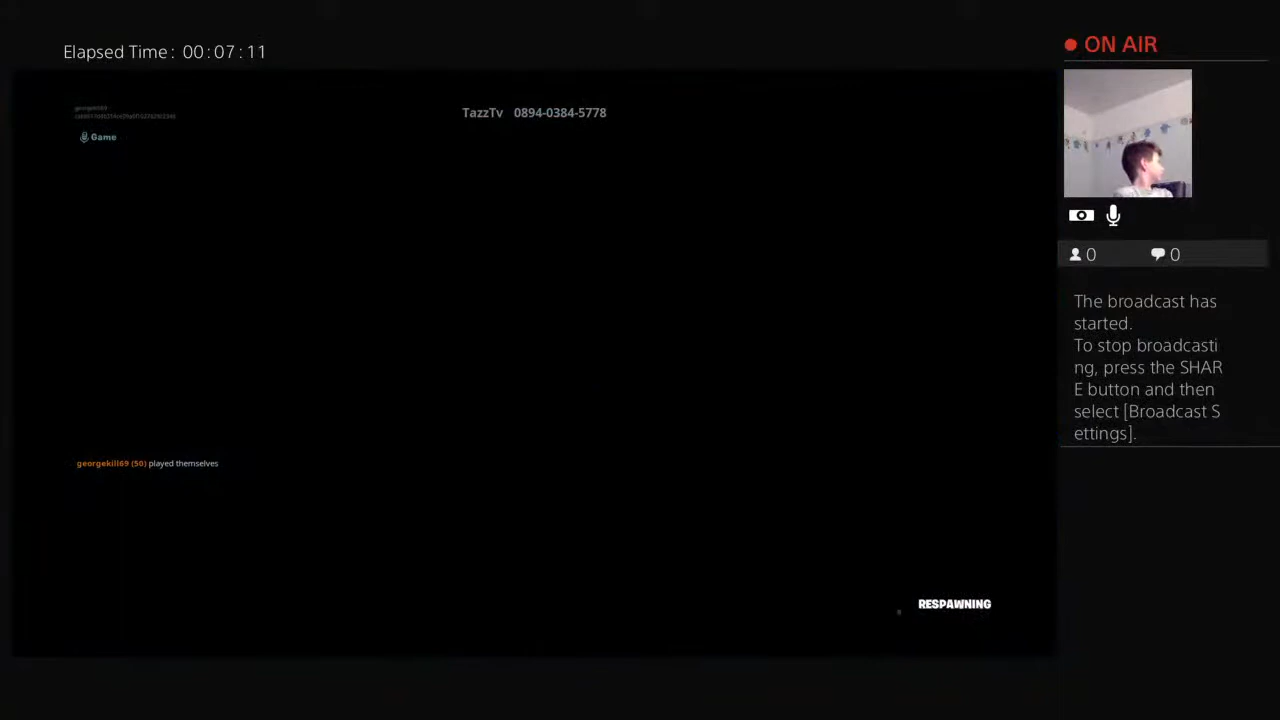 Elapsed Time: 00:07:11
ON AIR
georgekill69
TazzTv 0894-0384-5778
Game
0 0
The broadcast has
started.
To stop broadcasti
ng, press the SHAR
E button and then
select [Broadcast S
ettings].
georgekill69 (50) played themselves
RESPAWNING